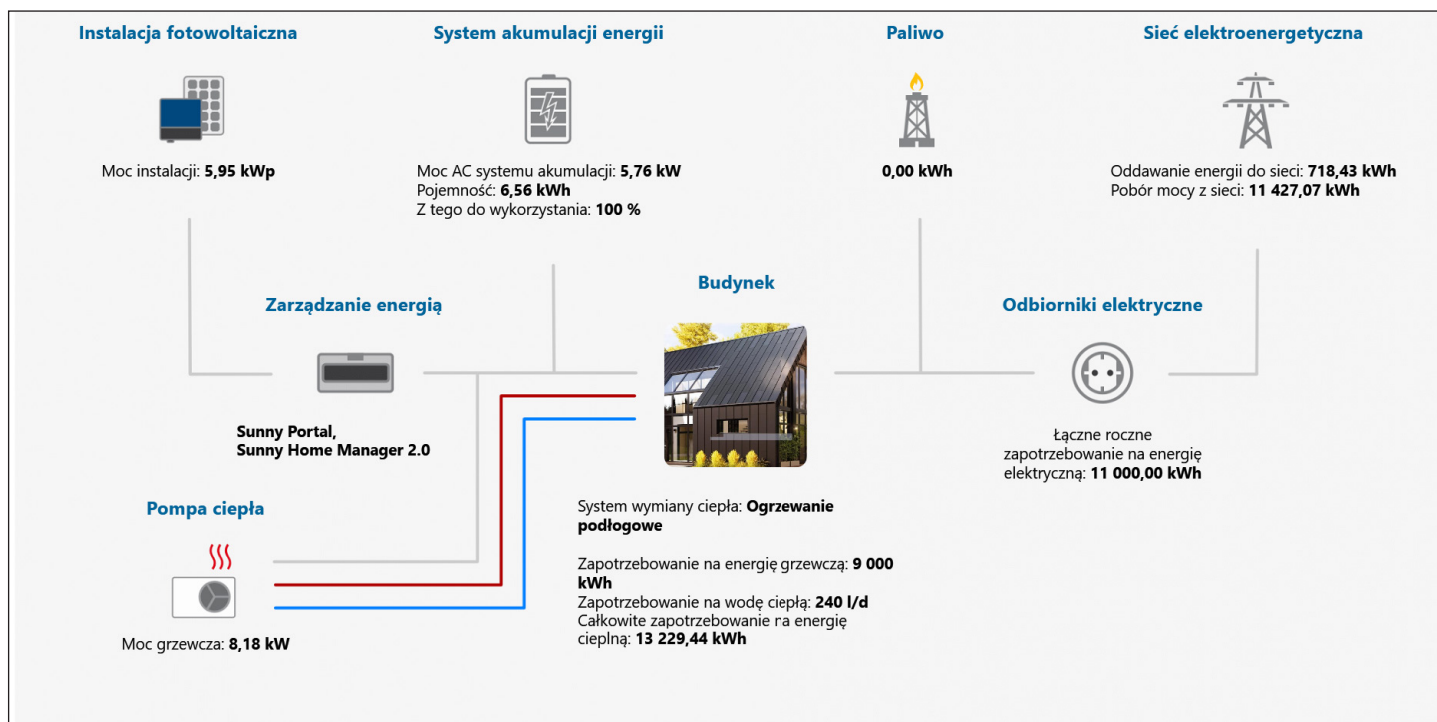 Instalacja fotowoltaiczna
System akumulacji energii
Paliwo
Sieć elektroenergetyczna
Moc instalacji: 5,95 kWp
Moc AC systemu akumulacji: 5,76 kW
Pojemność: 6,56 kWh
Z tego do wykorzystania: 100 %
0,00 kWh
Oddawanie energii do sieci: 718,43 kWh
Pobór mocy z sieci: 11 427,07 kWh
Zarządzanie energią
Budynek
Odbiorniki elektryczne
Sunny Portal,
Sunny Home Manager 2.0
Łączne roczne
zapotrzebowanie na energię
elektryczną: 11 000,00 kWh
Pompa ciepła
System wymiany ciepła: Ogrzewanie
podłogowe
Zapotrzebowanie na energię grzewczą: 9 000
kWh
Zapotrzebowanie na wodę ciepłą: 240 l/d
Całkowite zapotrzebowanie na energię
cieplną: 13 229,44 kWh
Moc grzewcza: 8,18 kW